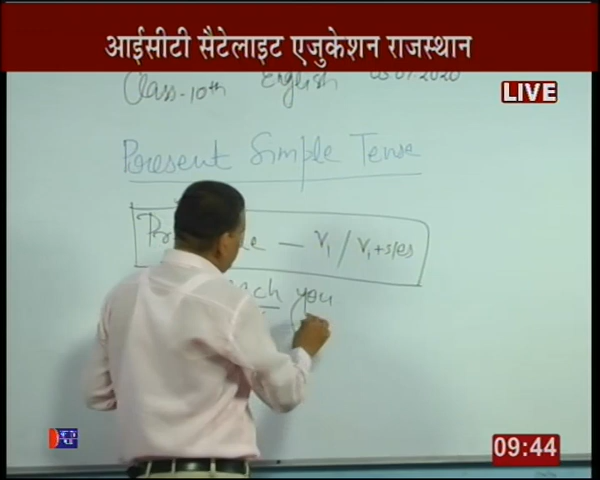 आईसीटी सैटेलाइट एजुकेशन राजस्थान
LIVE
Class-10th English
Present Simple Tense
— V1 / V1+s/es
you
09:44